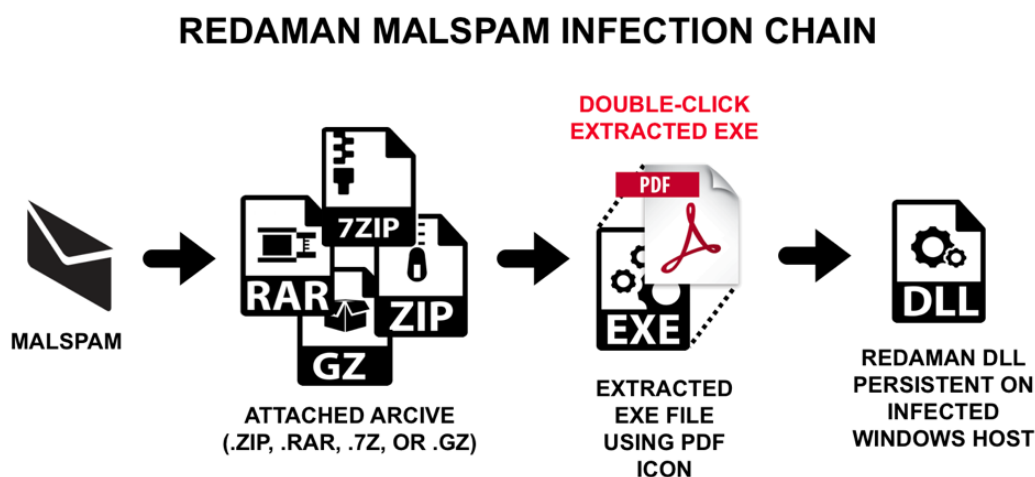 REDAMAN MALSPAM INFECTION CHAIN
MALSPAM
7ZIP
RAR
ZIP
GZ
ATTACHED ARCIVE
(.ZIP, .RAR, .7Z, OR .GZ)
DOUBLE-CLICK
EXTRACTED EXE
PDF
EXE
EXTRACTED
EXE FILE
USING PDF
ICON
DLL
REDAMAN DLL
PERSISTENT ON
INFECTED
WINDOWS HOST